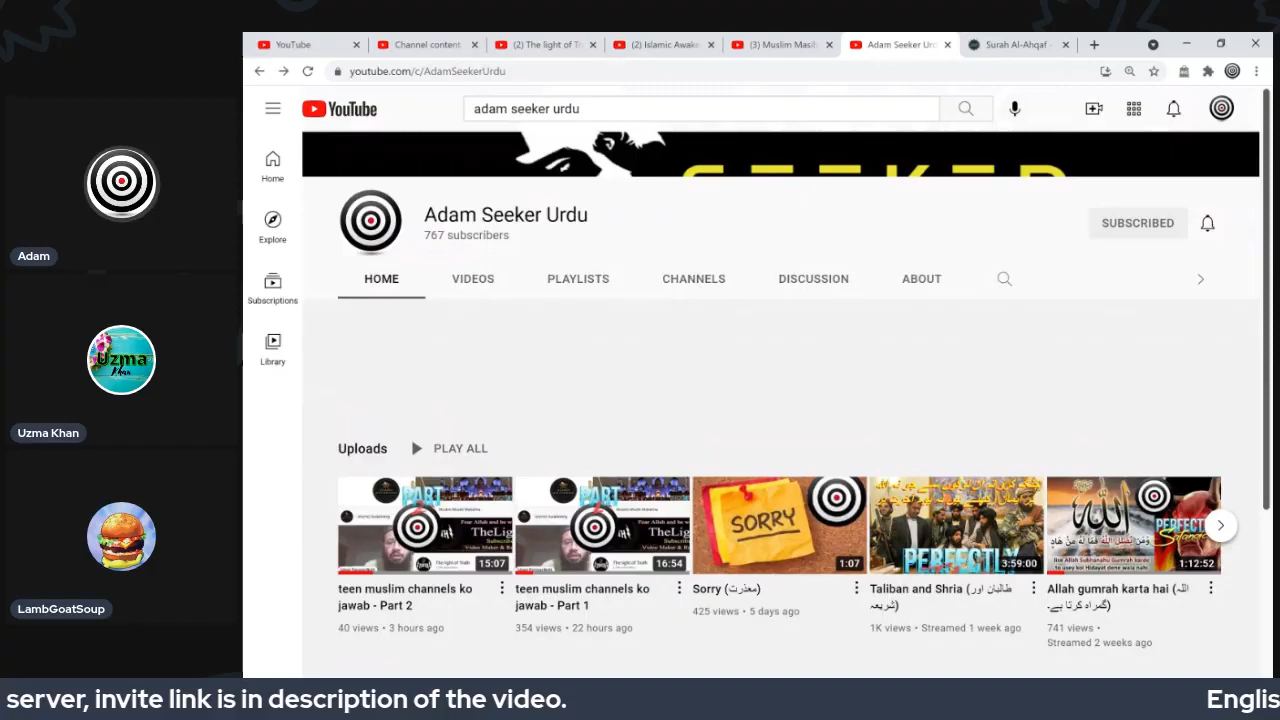 YouTube
Channel content
(2) The light of Tr
(2) Islamic Awake
(3) Muslim Masih
Adam Seeker Urd
Surah Al-Ahqaf -
youtube.com/c/AdamSeekerUrdu
YouTube
adam seeker urdu
SEEKER
Home
Explore
Subscriptions
Library
Adam Seeker Urdu
767 subscribers
SUBSCRIBED
HOME
VIDEOS
PLAYLISTS
CHANNELS
DISCUSSION
ABOUT
Adam
Uzma Khan
Uzma Khan
LambGoatSoup
Uploads
PLAY ALL
PART
15:07
PART
16:54
SORRY
1:07
PERFECTLY
3:59:00
1:12:52
teen muslim channels ko
jawab - Part 2
40 views • 3 hours ago
teen muslim channels ko
jawab - Part 1
354 views • 22 hours ago
Sorry (معذرت)
425 views • 5 days ago
Taliban and Shria (طالبان اور
شریعہ)
1K views • Streamed 1 week ago
Allah gumrah karta hai (اللہ
گمراہ کرتا ہے۔)
741 views •
Streamed 2 weeks ago
server, invite link is in description of the video.
Englis